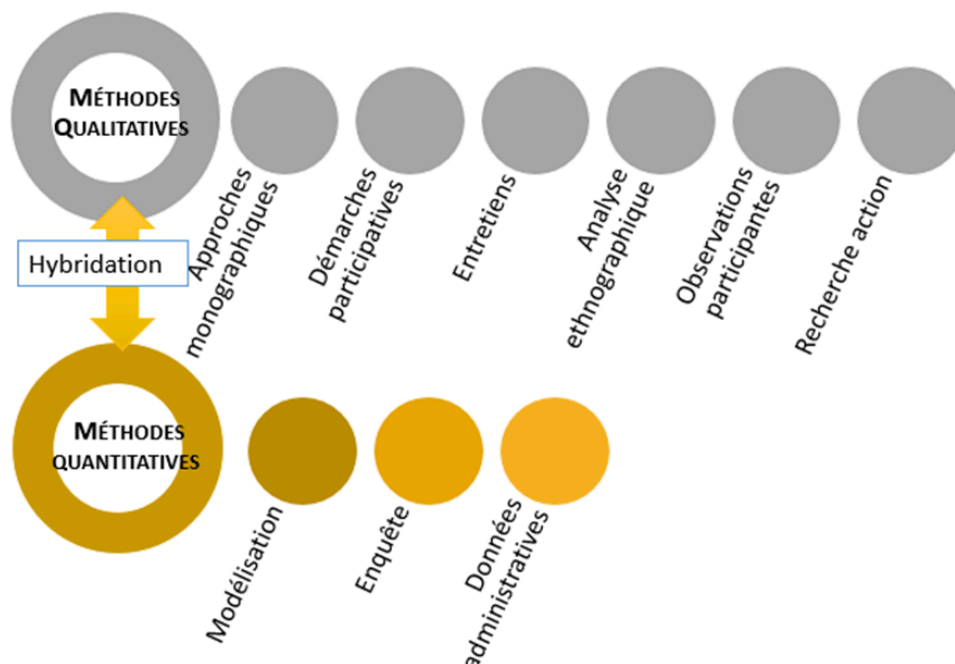 MÉTHODES
QUALITATIVES
Approches
monographiques
Démarches
participatives
Entretiens
Analyse
ethnographique
Observations
participantes
Recherche action
Hybridation
MÉTHODES
QUANTITATIVES
Modélisation
Enquête
Données
administratives